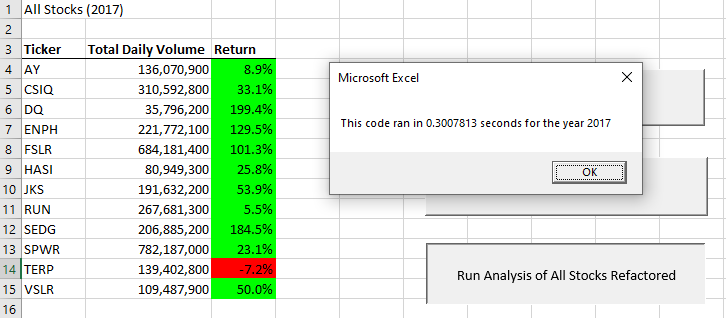 1 All Stocks (2017)
2
3 Ticker Total Daily Volume Return
4 AY 136,070,900 8.9%
5 CSIQ 310,592,800 33.1%
6 DQ 35,796,200 199.4%
7 ENPH 221,772,100 129.5%
8 FSLR 684,181,400 101.3%
9 HASI 80,949,300 25.8%
10 JKS 191,632,200 53.9%
11 RUN 267,681,300 5.5%
12 SEDG 206,885,200 184.5%
13 SPWR 782,187,000 23.1%
14 TERP 139,402,800 -7.2%
15 VSLR 109,487,900 50.0%
16
Microsoft Excel
This code ran in 0.3007813 seconds for the year 2017
OK
Run Analysis of All Stocks Refactored